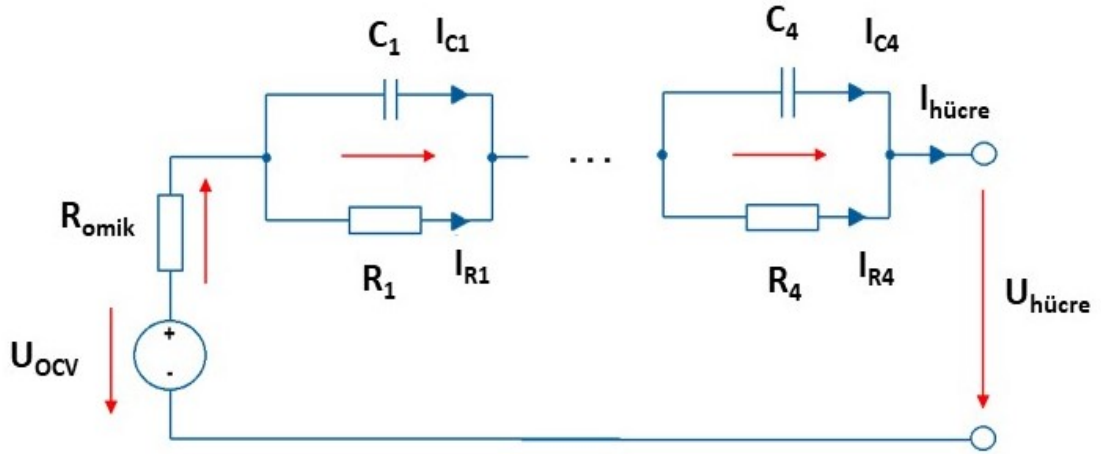 C1
IC1
C4
IC4
Ihücre
...
Romik
R1
IR1
R4
IR4
Uhücre
UOCV
+
-